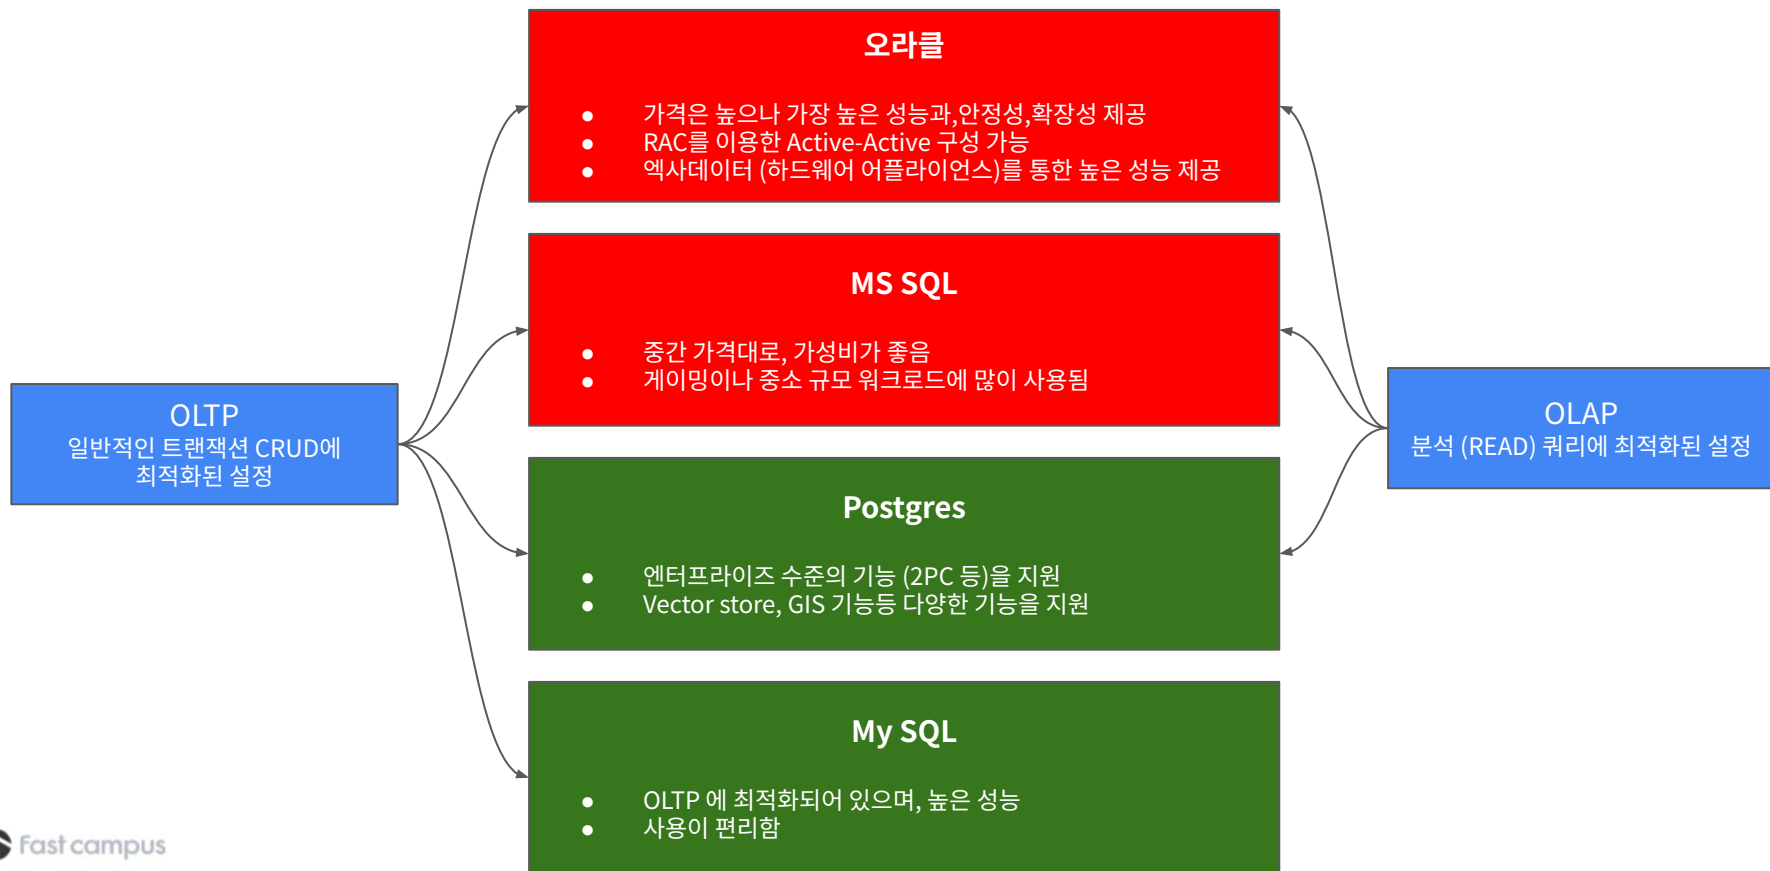 오라클
● 가격은 높으나 가장 높은 성능과,안정성,확장성 제공
● RAC를 이용한 Active-Active 구성 가능
● 엑사데이터 (하드웨어 어플라이언스)를 통한 높은 성능 제공
MS SQL
● 중간 가격대로, 가성비가 좋음
● 게이밍이나 중소 규모 워크로드에 많이 사용됨
OLTP
일반적인 트랜잭션 CRUD에
최적화된 설정
OLAP
분석 (READ) 쿼리에 최적화된 설정
Postgres
● 엔터프라이즈 수준의 기능 (2PC 등)을 지원
● Vector store, GIS 기능등 다양한 기능을 지원
My SQL
● OLTP 에 최적화되어 있으며, 높은 성능
● 사용이 편리함
Fast campus